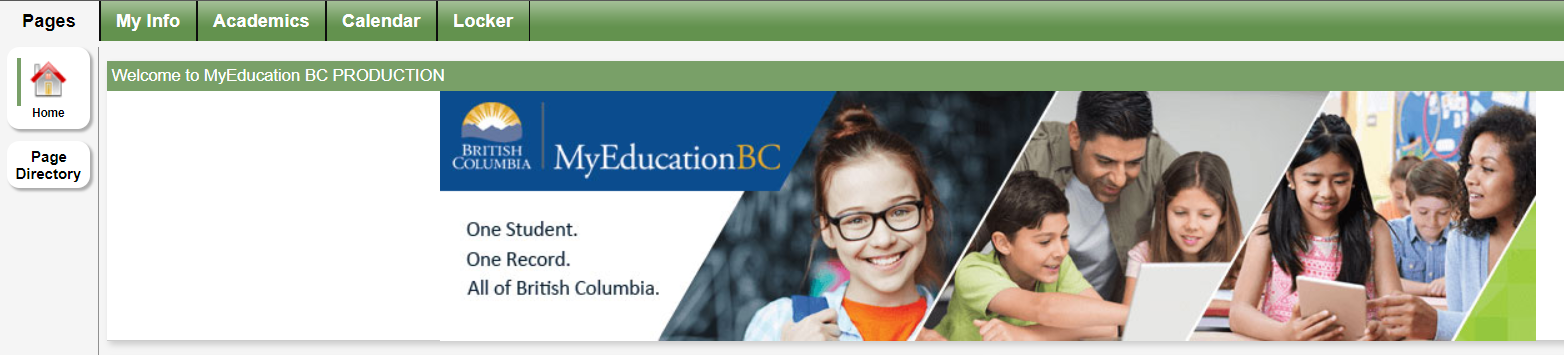 Pages
My Info
Academics
Calendar
Locker
Home
Page
Directory
Welcome to MyEducation BC PRODUCTION
BRITISH
COLUMBIA
MyEducationBC
One Student.
One Record.
All of British Columbia.